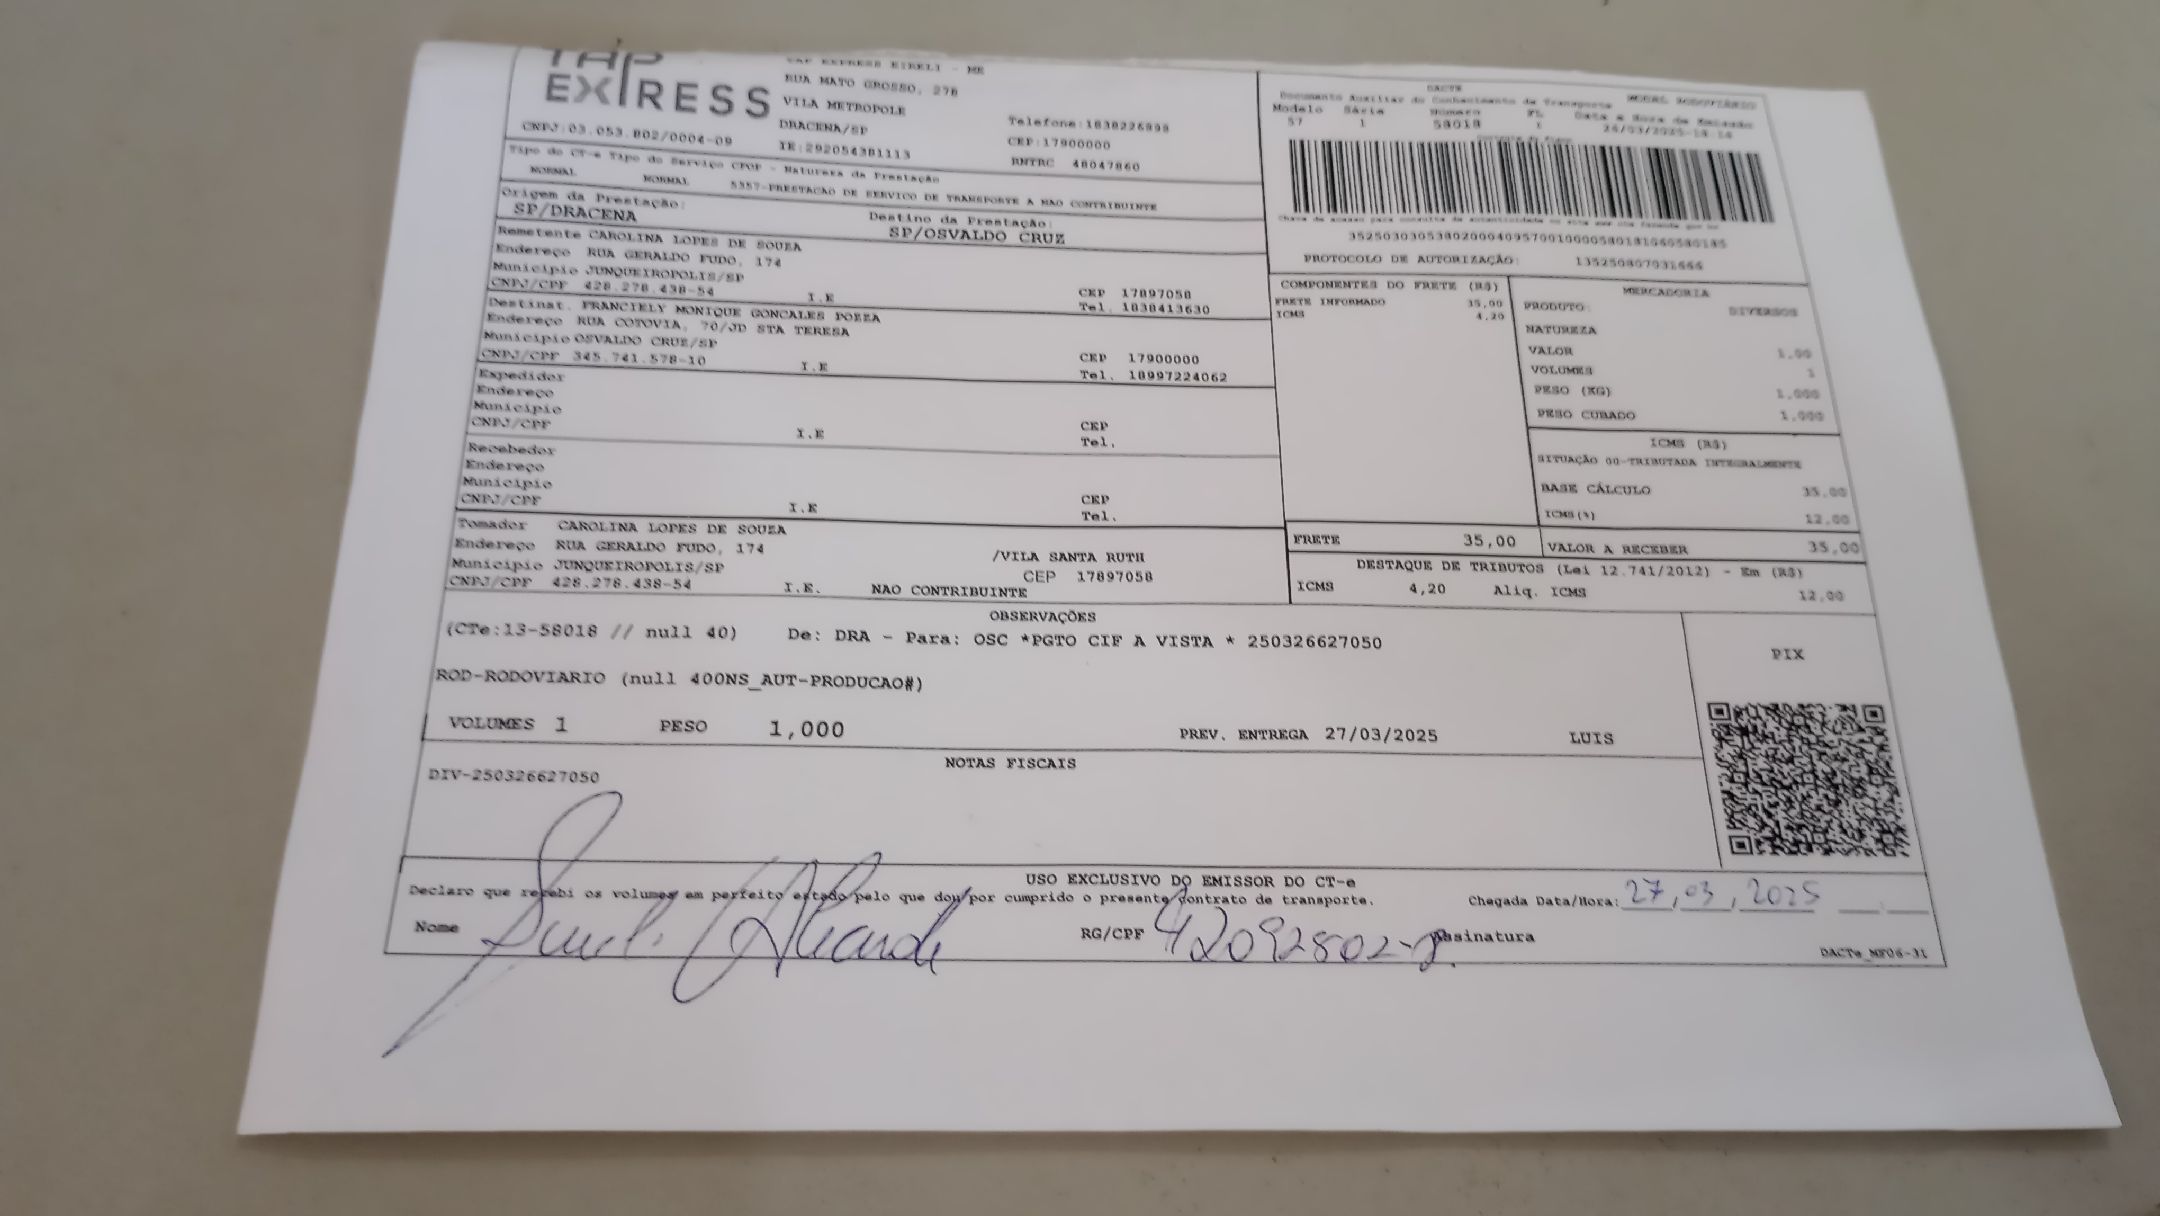 TAP
EXPRESS
TAP EXPRESS EIRELI - ME
RUA MATO GROSSO, 278
VILA METROPOLE
DRACENA/SP
IE:292054381113
Telefone:1838226898
CEP:17900000
RNTRC 48047860
CNPJ:03.053.802/0004-09
Tipo do CT-e Tipo do Serviço CFOP - Natureza da Prestação
NORMAL NORMAL 5357-PRESTACAO DE SERVICO DE TRANSPORTE A NAO CONTRIBUINTE
Origem da Prestação: Destino da Prestação:
SP/DRACENA SP/OSVALDO CRUZ
Remetente CAROLINA LOPES DE SOUZA
Endereço RUA GERALDO FUDO, 174
Município JUNQUEIROPOLIS/SP CEP 17897058
CNPJ/CPF 428.278.438-54 I.E Tel. 1838413630
Destinat. FRANCIELY MONIQUE GONCALES POZZA
Endereço RUA COTOVIA, 70/JD STA TERESA
Município OSVALDO CRUZ/SP CEP 17900000
CNPJ/CPF 345.741.578-10 I.E Tel. 18997224062
Expedidor
Endereço
Município CEP
CNPJ/CPF I.E Tel.
Recebedor
Endereço
Município CEP
CNPJ/CPF I.E Tel.
Tomador CAROLINA LOPES DE SOUZA
Endereço RUA GERALDO FUDO, 174 /VILA SANTA RUTH
Município JUNQUEIROPOLIS/SP CEP 17897058
CNPJ/CPF 428.278.438-54 I.E. NAO CONTRIBUINTE
DACTE
Documento Auxiliar do Conhecimento de Transporte MODAL RODOVIÁRIO
Modelo Série Número FL Data e Hora de Emissão
57 1 58018 1
PROTOCOLO DE AUTORIZAÇÃO: 135250807031666
COMPONENTES DO FRETE (R$)
FRETE INFORMADO 35,00
ICMS 4,20
MERCADORIA
PRODUTO: DIVERSOS
NATUREZA
VALOR 1,00
VOLUMES 1
PESO (KG) 1,000
PESO CUBADO 1,000
ICMS (R$)
SITUAÇÃO 00-TRIBUTADA INTEGRALMENTE
BASE CÁLCULO 35,00
ICMS(%) 12,00
FRETE 35,00 VALOR A RECEBER 35,00
DESTAQUE DE TRIBUTOS (Lei 12.741/2012) - Em (R$)
ICMS 4,20 Aliq. ICMS 12,00
OBSERVAÇÕES
(CTe:13-58018 // null 40) De: DRA - Para: OSC *PGTO CIF A VISTA * 250326627050
ROD-RODOVIARIO (null 400NS_AUT-PRODUCAO#)
PIX
VOLUMES 1 PESO 1,000 PREV. ENTREGA 27/03/2025 LUIS
NOTAS FISCAIS
DIV-250326627050
USO EXCLUSIVO DO EMISSOR DO CT-e
Declaro que recebi os volumes em perfeito estado pelo que dou por cumprido o presente contrato de transporte. Chegada Data/Hora: 27,03,2025
Nome RG/CPF 42092802-8 Assinatura
DACTe_MF06-31